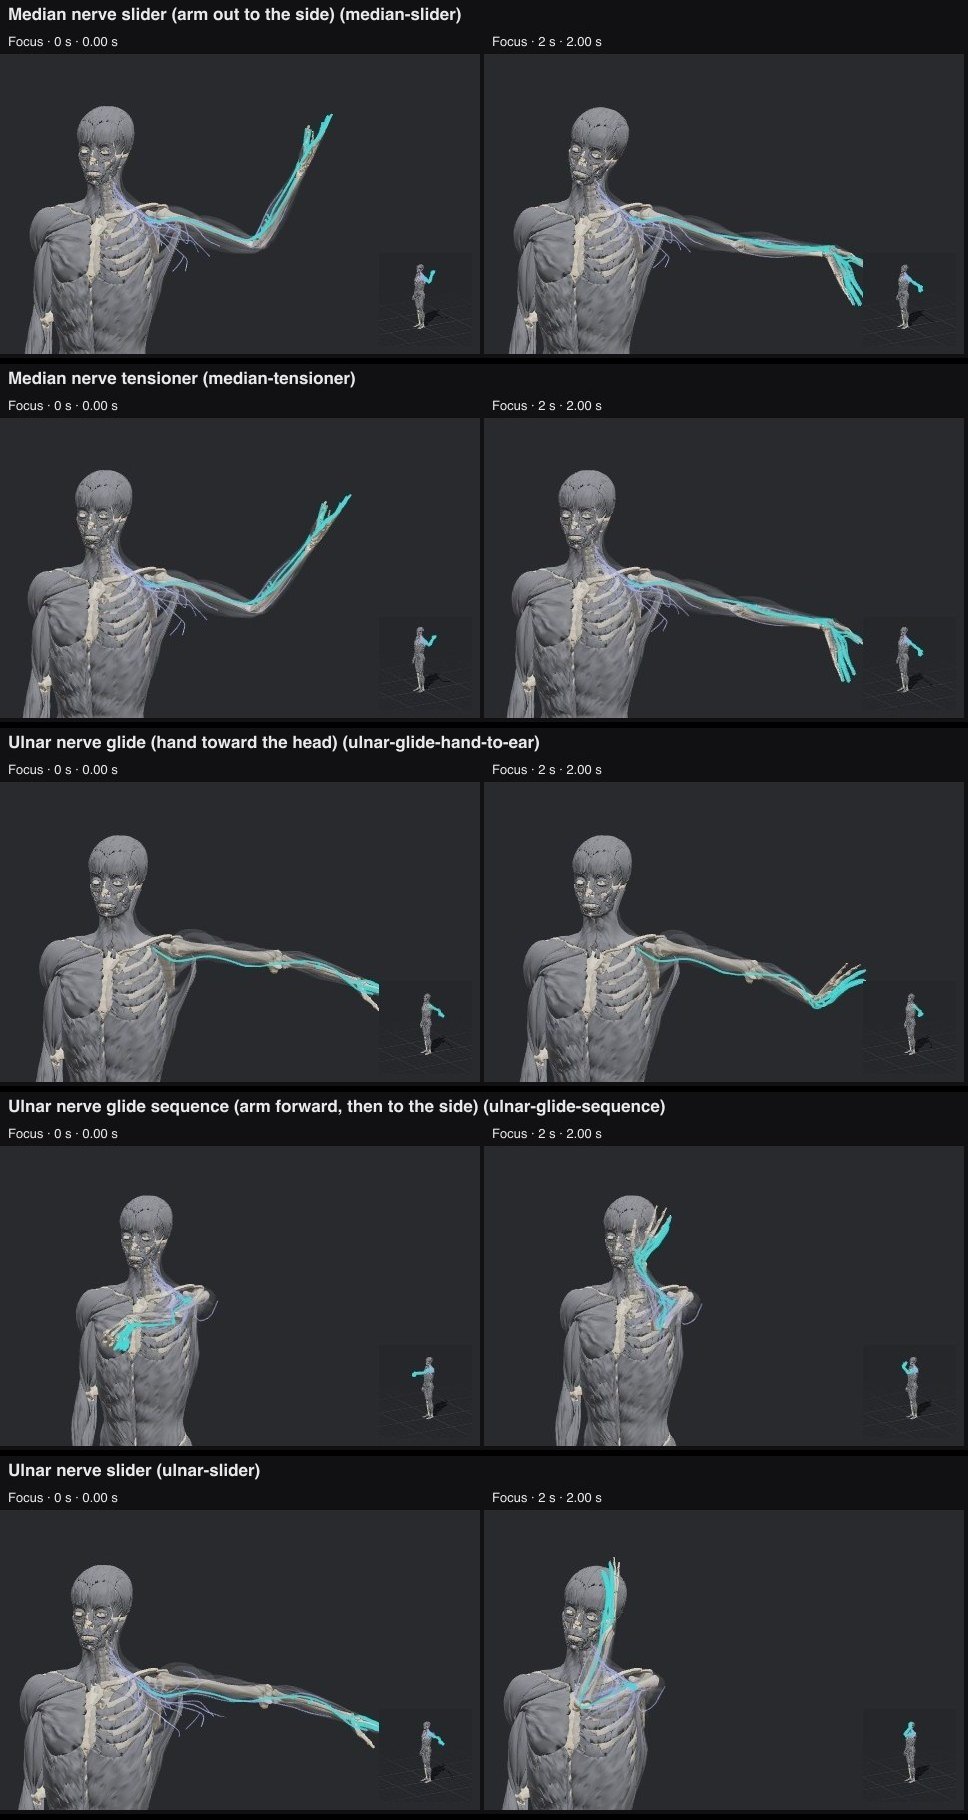 Median nerve slider (arm out to the side) (median-slider)
Focus · 0 s · 0.00 s
Focus · 2 s · 2.00 s
Median nerve tensioner (median-tensioner)
Focus · 0 s · 0.00 s
Focus · 2 s · 2.00 s
Ulnar nerve glide (hand toward the head) (ulnar-glide-hand-to-ear)
Focus · 0 s · 0.00 s
Focus · 2 s · 2.00 s
Ulnar nerve glide sequence (arm forward, then to the side) (ulnar-glide-sequence)
Focus · 0 s · 0.00 s
Focus · 2 s · 2.00 s
Ulnar nerve slider (ulnar-slider)
Focus · 0 s · 0.00 s
Focus · 2 s · 2.00 s